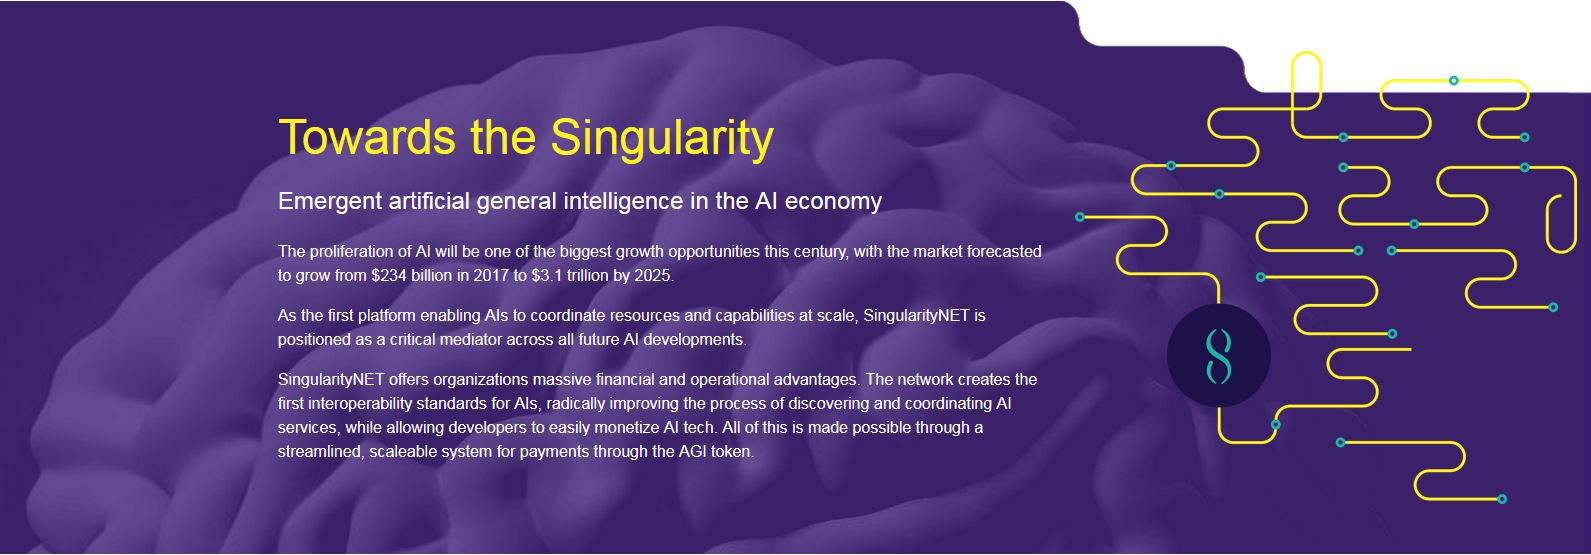 Towards the Singularity
Emergent artificial general intelligence in the AI economy
The proliferation of AI will be one of the biggest growth opportunities this century, with the market forecasted
to grow from $234 billion in 2017 to $3.1 trillion by 2025.
As the first platform enabling AIs to coordinate resources and capabilities at scale, SingularityNET is
positioned as a critical mediator across all future AI developments.
SingularityNET offers organizations massive financial and operational advantages. The network creates the
first interoperability standards for AIs, radically improving the process of discovering and coordinating AI
services, while allowing developers to easily monetize AI tech. All of this is made possible through a
streamlined, scaleable system for payments through the AGI token.